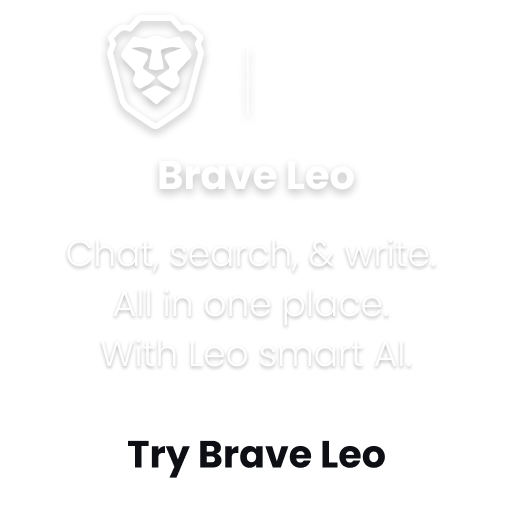 Brave Leo
Chat, search, & write.
All in one place.
With Leo smart AI.
Try Brave Leo